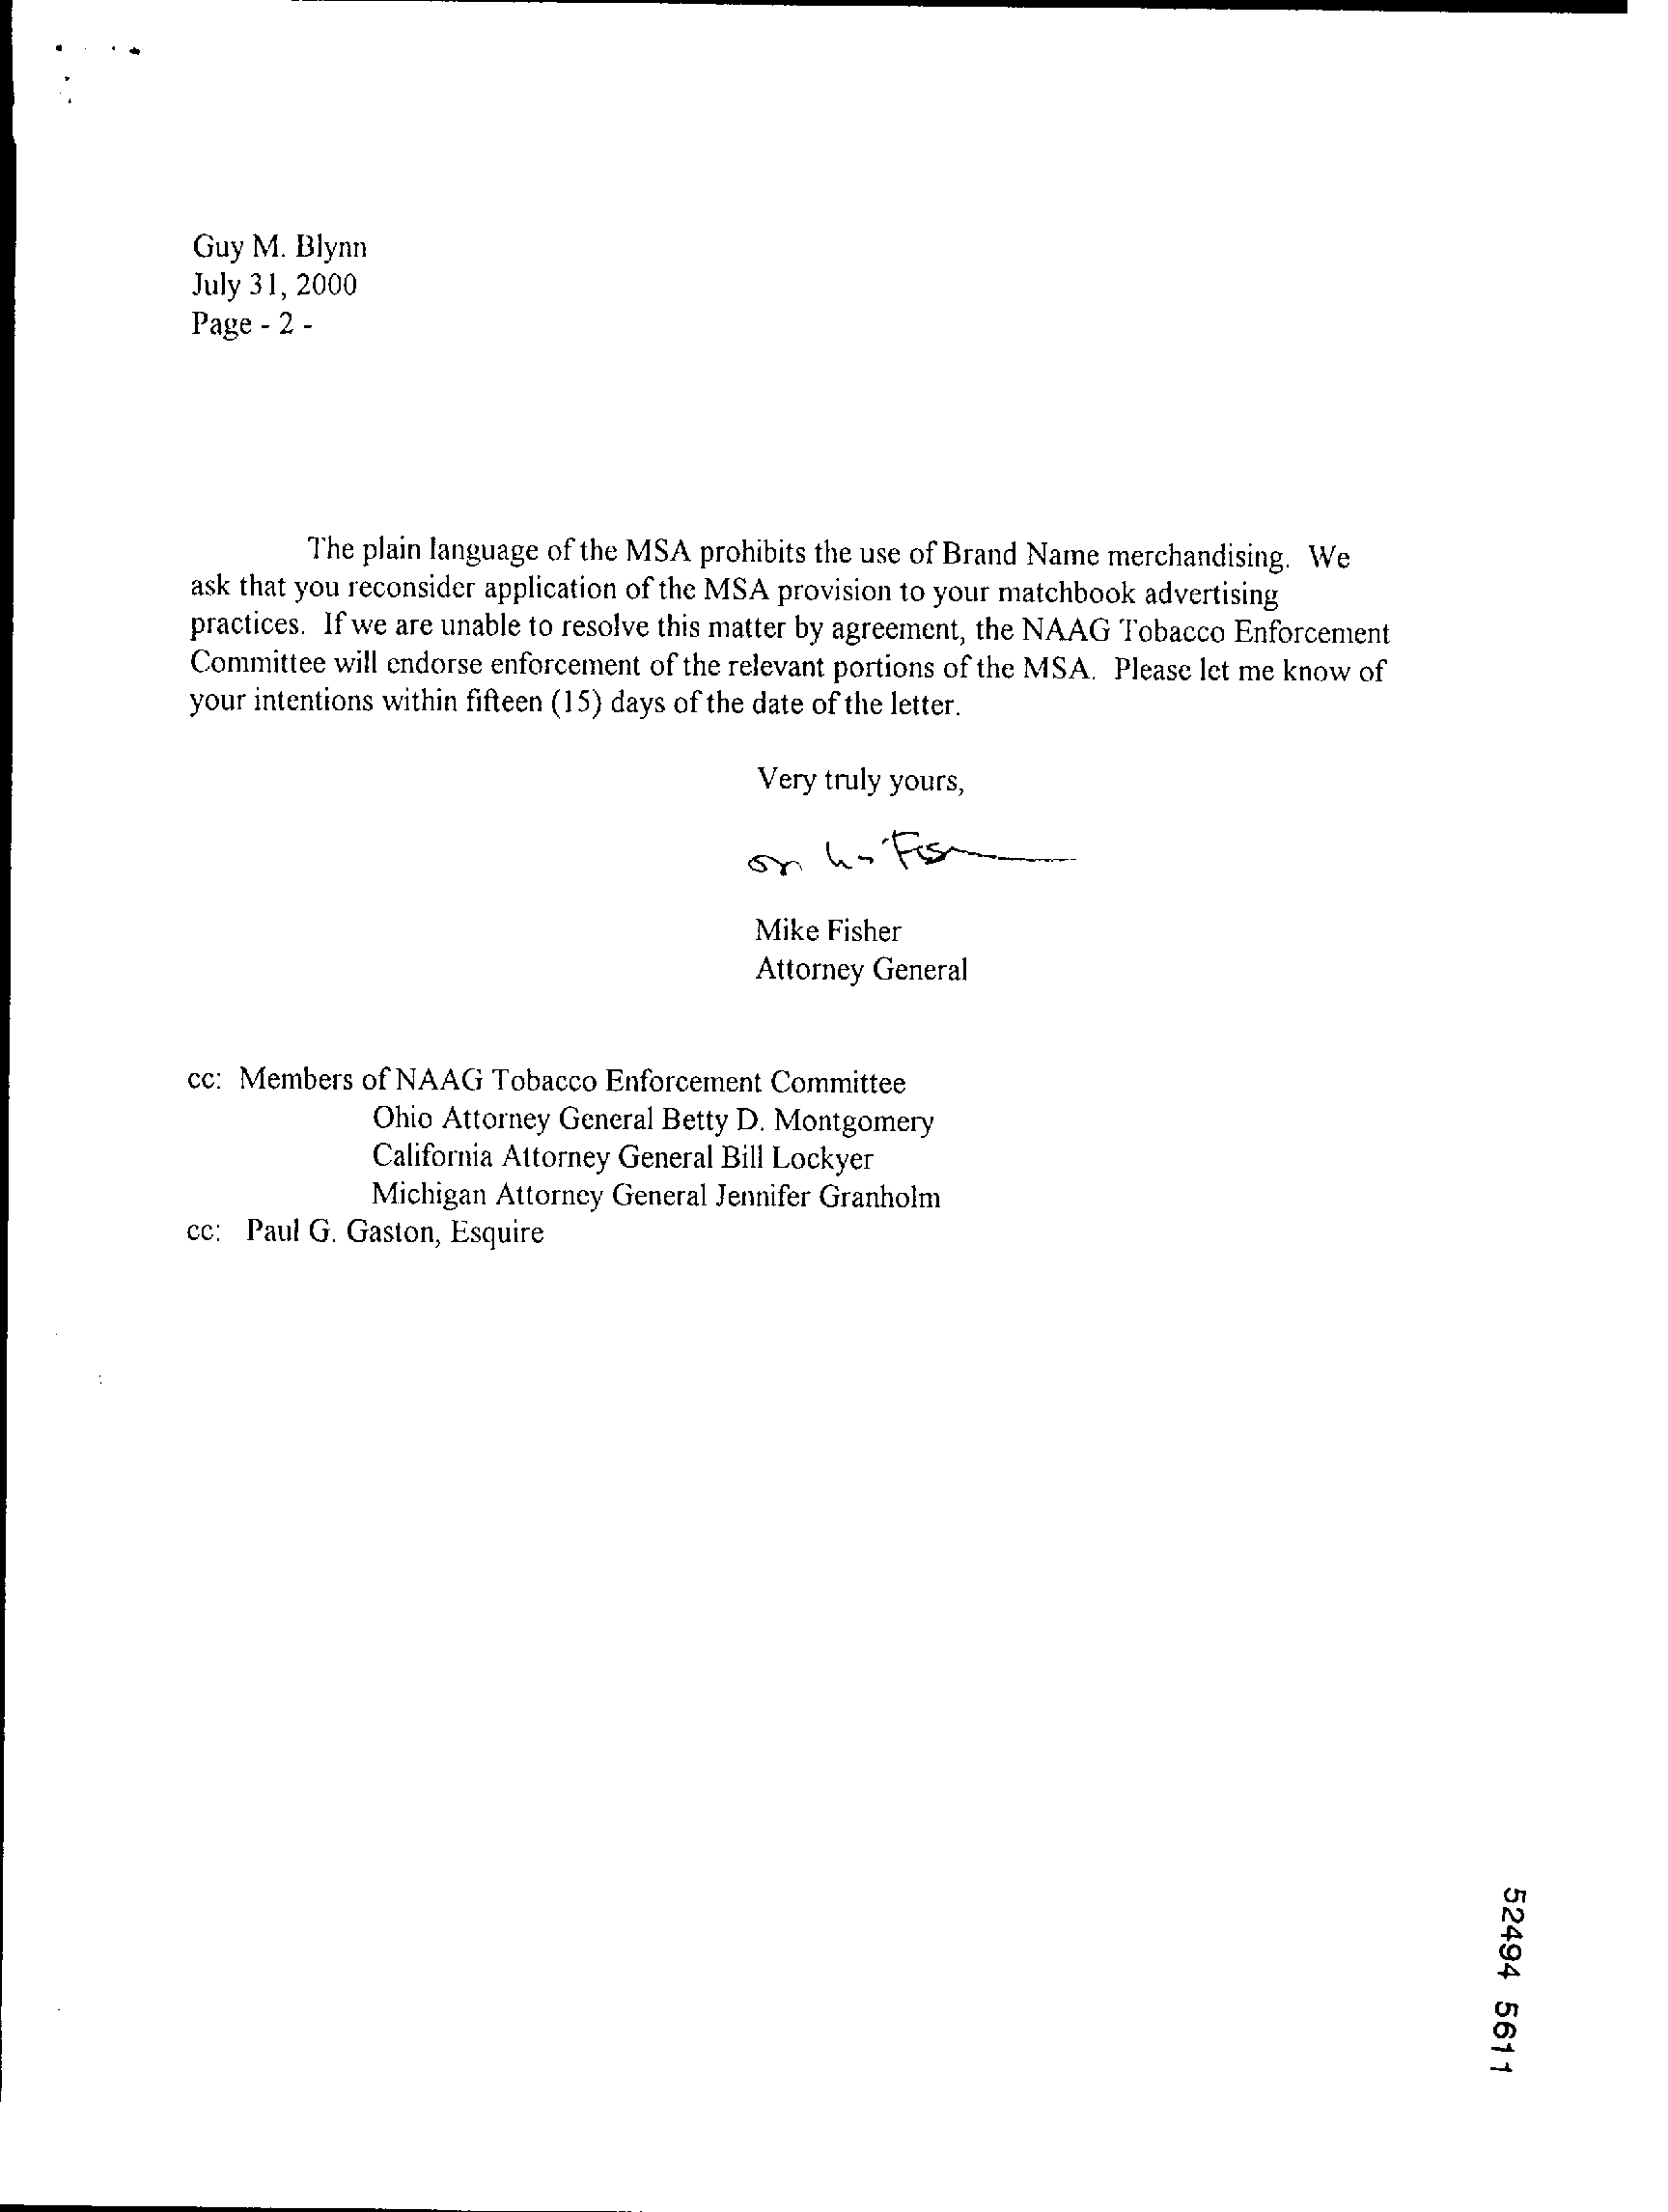 Guy M. Blynn
July 31, 2000
Page - 2 -
The plain language of the MSA prohibits the use of Brand Name merchandising. We
ask that you reconsider application of the MSA provision to your matchbook advertising
practices. If we are unable to resolve this matter by agreement, the NAAG Tobacco Enforcement
Committee will endorse enforcement of the relevant portions of the MSA. Please let me know of
your intentions within fifteen (15) days of the date of the letter.
Very truly yours,
Mike Fisher
Attorney General
cc: Members of NAAG Tobacco Enforcement Committee
Ohio Attorney General Betty D. Montgomery
California Attorney General Bill Lockyer
Michigan Attorney General Jennifer Granholm
cc: Paul G. Gaston, Esquire
52494 5611